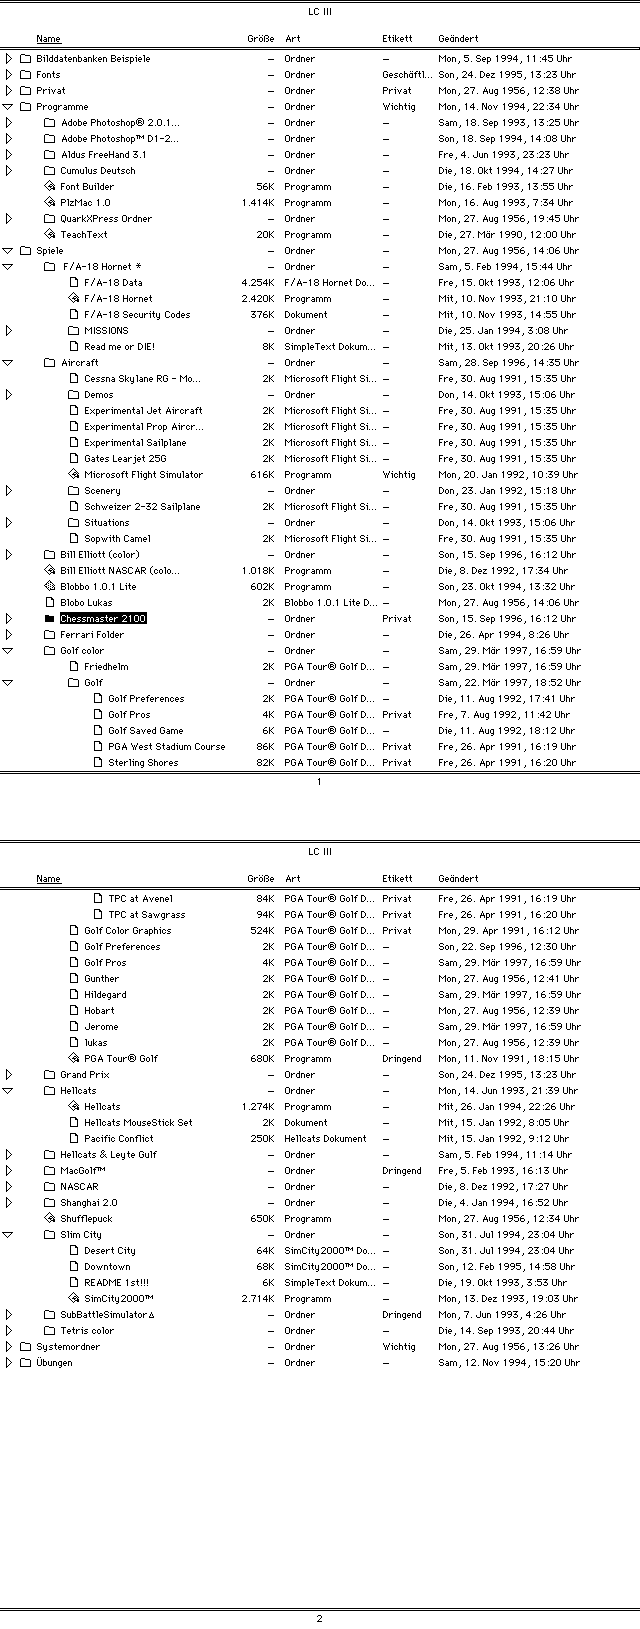 LC III
Name Größe Art Etikett Geändert
Bilddatenbanken Beispiele – Ordner – Mon, 5. Sep 1994, 11:45 Uhr
Fonts – Ordner Geschäftl... Son, 24. Dez 1995, 13:23 Uhr
Privat – Ordner Privat Mon, 27. Aug 1956, 12:38 Uhr
Programme – Ordner Wichtig Mon, 14. Nov 1994, 22:34 Uhr
Adobe Photoshop® 2.0.1... – Ordner – Sam, 18. Sep 1993, 13:25 Uhr
Adobe Photoshop™ D1-2... – Ordner – Son, 18. Sep 1994, 14:08 Uhr
Aldus FreeHand 3.1 – Ordner – Fre, 4. Jun 1993, 23:23 Uhr
Cumulus Deutsch – Ordner – Die, 18. Okt 1994, 14:27 Uhr
Font Builder 56K Programm – Die, 16. Feb 1993, 13:55 Uhr
PlzMac 1.0 1.414K Programm – Mon, 16. Aug 1993, 7:34 Uhr
QuarkXPress Ordner – Ordner – Mon, 27. Aug 1956, 19:45 Uhr
TeachText 20K Programm – Die, 27. Mär 1990, 12:00 Uhr
Spiele – Ordner – Mon, 27. Aug 1956, 14:06 Uhr
F/A-18 Hornet * – Ordner – Sam, 5. Feb 1994, 15:44 Uhr
F/A-18 Data 4.254K F/A-18 Hornet Do... – Fre, 15. Okt 1993, 12:06 Uhr
F/A-18 Hornet 2.420K Programm – Mit, 10. Nov 1993, 21:10 Uhr
F/A-18 Security Codes 376K Dokument – Mit, 10. Nov 1993, 14:55 Uhr
MISSIONS – Ordner – Die, 25. Jan 1994, 3:08 Uhr
Read me or DIE! 8K SimpleText Dokum... – Mit, 13. Okt 1993, 20:26 Uhr
Aircraft – Ordner – Sam, 28. Sep 1996, 14:35 Uhr
Cessna Skylane RG - Mo... 2K Microsoft Flight Si... – Fre, 30. Aug 1991, 15:35 Uhr
Demos – Ordner – Don, 14. Okt 1993, 15:06 Uhr
Experimental Jet Aircraft 2K Microsoft Flight Si... – Fre, 30. Aug 1991, 15:35 Uhr
Experimental Prop Aircr... 2K Microsoft Flight Si... – Fre, 30. Aug 1991, 15:35 Uhr
Experimental Sailplane 2K Microsoft Flight Si... – Fre, 30. Aug 1991, 15:35 Uhr
Gates Learjet 25G 2K Microsoft Flight Si... – Fre, 30. Aug 1991, 15:35 Uhr
Microsoft Flight Simulator 616K Programm Wichtig Mon, 20. Jan 1992, 10:39 Uhr
Scenery – Ordner – Don, 23. Jan 1992, 15:18 Uhr
Schweizer 2-32 Sailplane 2K Microsoft Flight Si... – Fre, 30. Aug 1991, 15:35 Uhr
Situations – Ordner – Don, 14. Okt 1993, 15:06 Uhr
Sopwith Camel 2K Microsoft Flight Si... – Fre, 30. Aug 1991, 15:35 Uhr
Bill Elliott (color) – Ordner – Son, 15. Sep 1996, 16:12 Uhr
Bill Elliott NASCAR (colo... 1.018K Programm – Die, 8. Dez 1992, 17:34 Uhr
Blobbo 1.0.1 Lite 602K Programm – Son, 23. Okt 1994, 13:32 Uhr
Blobo Lukas 2K Blobbo 1.0.1 Lite D... – Mon, 27. Aug 1956, 14:06 Uhr
Chessmaster 2100 – Ordner Privat Son, 15. Sep 1996, 16:12 Uhr
Ferrari Folder – Ordner – Die, 26. Apr 1994, 8:26 Uhr
Golf color – Ordner – Sam, 29. Mär 1997, 16:59 Uhr
Friedhelm 2K PGA Tour® Golf D... – Sam, 29. Mär 1997, 16:59 Uhr
Golf – Ordner – Sam, 22. Mär 1997, 18:52 Uhr
Golf Preferences 2K PGA Tour® Golf D... – Die, 11. Aug 1992, 17:41 Uhr
Golf Pros 4K PGA Tour® Golf D... Privat Fre, 7. Aug 1992, 11:42 Uhr
Golf Saved Game 6K PGA Tour® Golf D... – Die, 11. Aug 1992, 18:12 Uhr
PGA West Stadium Course 86K PGA Tour® Golf D... Privat Fre, 26. Apr 1991, 16:19 Uhr
Sterling Shores 82K PGA Tour® Golf D... Privat Fre, 26. Apr 1991, 16:20 Uhr
1
LC III
Name Größe Art Etikett Geändert
TPC at Avenel 84K PGA Tour® Golf D... Privat Fre, 26. Apr 1991, 16:19 Uhr
TPC at Sawgrass 94K PGA Tour® Golf D... Privat Fre, 26. Apr 1991, 16:20 Uhr
Golf Color Graphics 524K PGA Tour® Golf D... Privat Mon, 29. Apr 1991, 16:12 Uhr
Golf Preferences 2K PGA Tour® Golf D... – Son, 22. Sep 1996, 12:30 Uhr
Golf Pros 4K PGA Tour® Golf D... – Sam, 29. Mär 1997, 16:59 Uhr
Gunther 2K PGA Tour® Golf D... – Mon, 27. Aug 1956, 12:41 Uhr
Hildegard 2K PGA Tour® Golf D... – Sam, 29. Mär 1997, 16:59 Uhr
Hobart 2K PGA Tour® Golf D... – Mon, 27. Aug 1956, 12:39 Uhr
Jerome 2K PGA Tour® Golf D... – Sam, 29. Mär 1997, 16:59 Uhr
lukas 2K PGA Tour® Golf D... – Mon, 27. Aug 1956, 12:39 Uhr
PGA Tour® Golf 680K Programm Dringend Mon, 11. Nov 1991, 18:15 Uhr
Grand Prix – Ordner – Son, 24. Dez 1995, 13:23 Uhr
Hellcats – Ordner – Mon, 14. Jun 1993, 21:39 Uhr
Hellcats 1.274K Programm – Mit, 26. Jan 1994, 22:26 Uhr
Hellcats MouseStick Set 2K Dokument – Mit, 15. Jan 1992, 8:05 Uhr
Pacific Conflict 250K Hellcats Dokument – Mit, 15. Jan 1992, 9:12 Uhr
Hellcats & Leyte Gulf – Ordner – Sam, 5. Feb 1994, 11:14 Uhr
MacGolf™ – Ordner Dringend Fre, 5. Feb 1993, 16:13 Uhr
NASCAR – Ordner – Die, 8. Dez 1992, 17:27 Uhr
Shanghai 2.0 – Ordner – Die, 4. Jan 1994, 16:52 Uhr
Shufflepuck 650K Programm – Mon, 27. Aug 1956, 12:34 Uhr
Slim City – Ordner – Son, 31. Jul 1994, 23:04 Uhr
Desert City 64K SimCity2000™ Do... – Son, 31. Jul 1994, 23:04 Uhr
Downtown 68K SimCity2000™ Do... – Son, 12. Feb 1995, 14:58 Uhr
README 1st!!! 6K SimpleText Dokum... – Die, 19. Okt 1993, 3:53 Uhr
SimCity2000™ 2.714K Programm – Mon, 13. Dez 1993, 19:03 Uhr
SubBattleSimulator∆ – Ordner Dringend Mon, 7. Jun 1993, 4:26 Uhr
Tetris color – Ordner – Die, 14. Sep 1993, 20:44 Uhr
Systemordner – Ordner Wichtig Mon, 27. Aug 1956, 13:26 Uhr
Übungen – Ordner – Sam, 12. Nov 1994, 15:20 Uhr
2